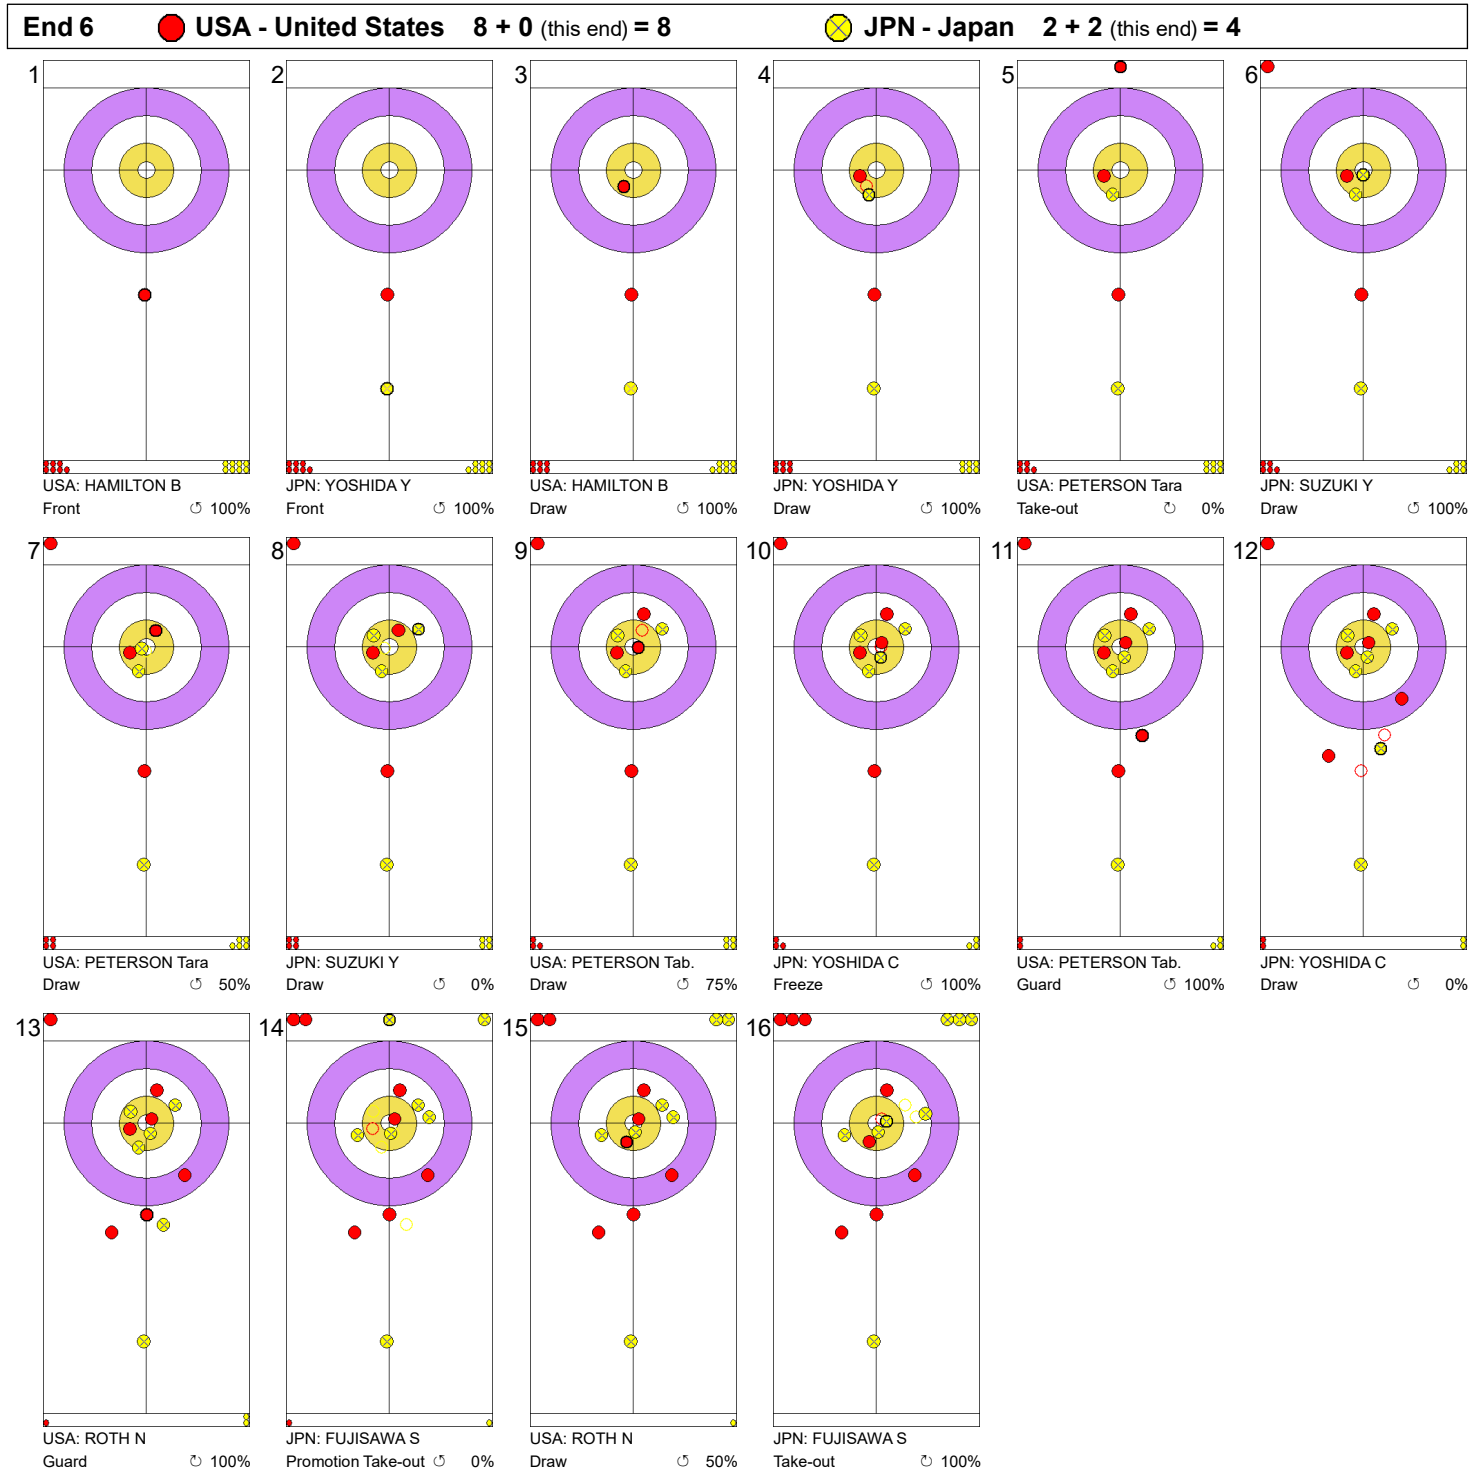 End 6 USA - United States 8 + 0 (this end) = 8 JPN - Japan 2 + 2 (this end) = 4
1 2 3 4 5 6
USA: HAMILTON B JPN: YOSHIDA Y USA: HAMILTON B JPN: YOSHIDA Y USA: PETERSON Tara JPN: SUZUKI Y
Front ↺ 100% Front ↺ 100% Draw ↺ 100% Draw ↺ 100% Take-out ↻ 0% Draw ↺ 100%
7 8 9 10 11 12
USA: PETERSON Tara JPN: SUZUKI Y USA: PETERSON Tab. JPN: YOSHIDA C USA: PETERSON Tab. JPN: YOSHIDA C
Draw ↺ 50% Draw ↺ 0% Draw ↺ 75% Freeze ↺ 100% Guard ↺ 100% Draw ↺ 0%
13 14 15 16
USA: ROTH N JPN: FUJISAWA S USA: ROTH N JPN: FUJISAWA S
Guard ↻ 100% Promotion Take-out ↺ 0% Draw ↺ 50% Take-out ↻ 100%